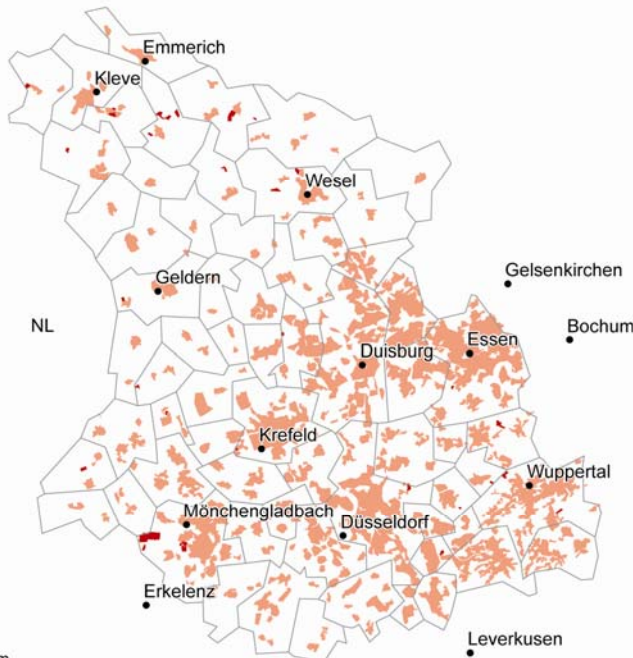 Emmerich
Kleve
Wesel
Geldern
Gelsenkirchen
NL
Bochum
Essen
Duisburg
Krefeld
Wuppertal
Mönchengladbach
Düsseldorf
Erkelenz
Leverkusen